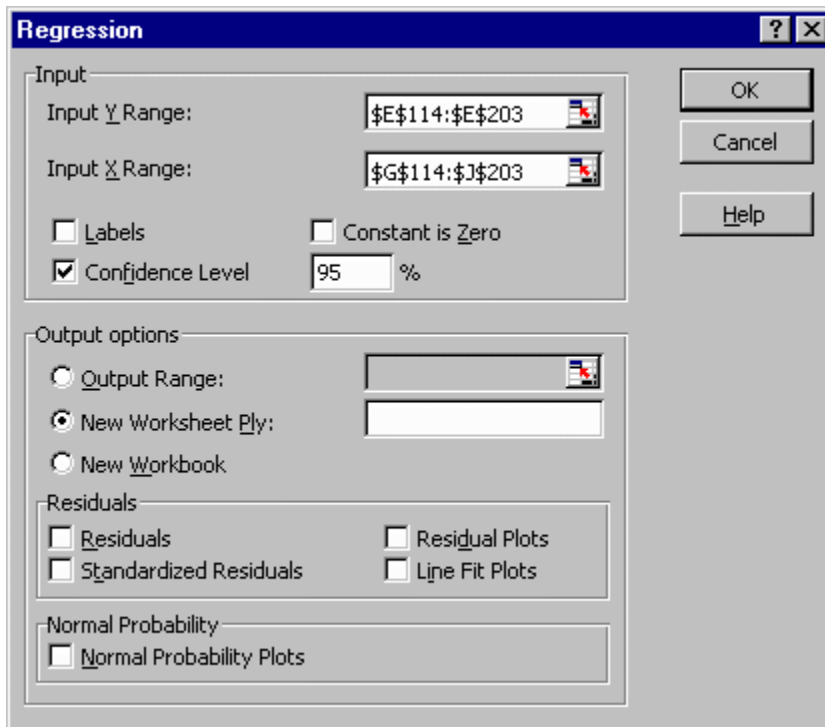 Regression
?
Input
Input Y Range:
$E$114:$E$203
Input X Range:
$G$114:$J$203
Labels
Constant is Zero
Confidence Level
95
%
OK
Cancel
Help
Output options
Output Range:
New Worksheet Ply:
New Workbook
Residuals
Residuals
Residual Plots
Standardized Residuals
Line Fit Plots
Normal Probability
Normal Probability Plots